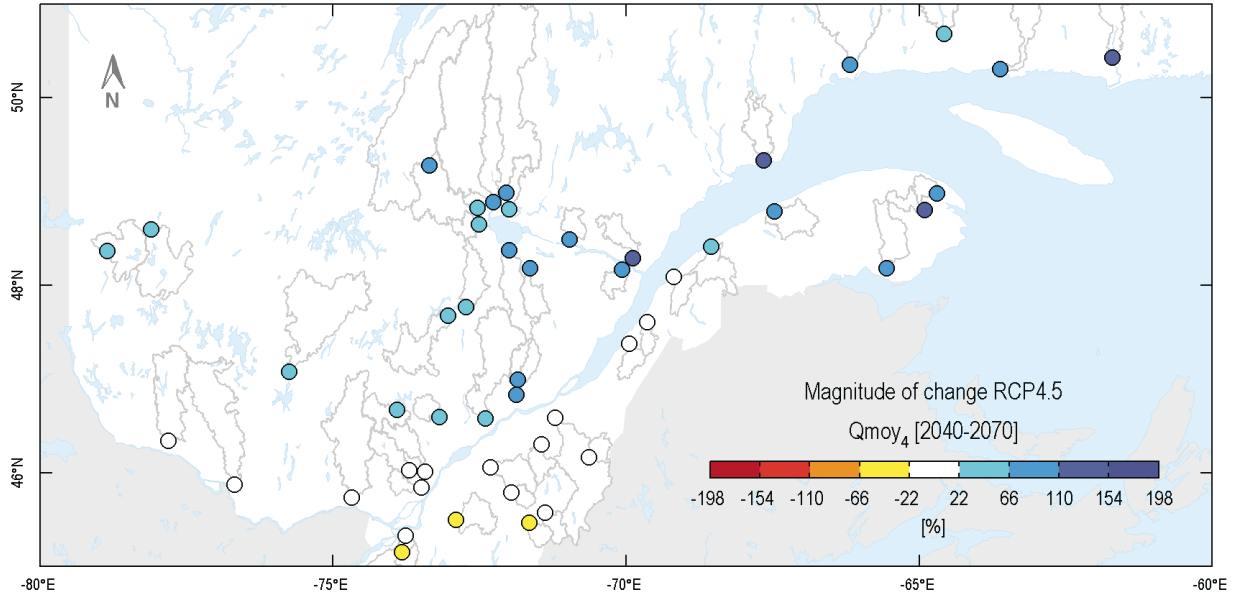 N
50°N
48°N
46°N
Magnitude of change RCP4.5
Qmoy4 [2040-2070]
-198 -154 -110 -66 -22 22 66 110 154 198
[%]
-80°E -75°E -70°E -65°E -60°E